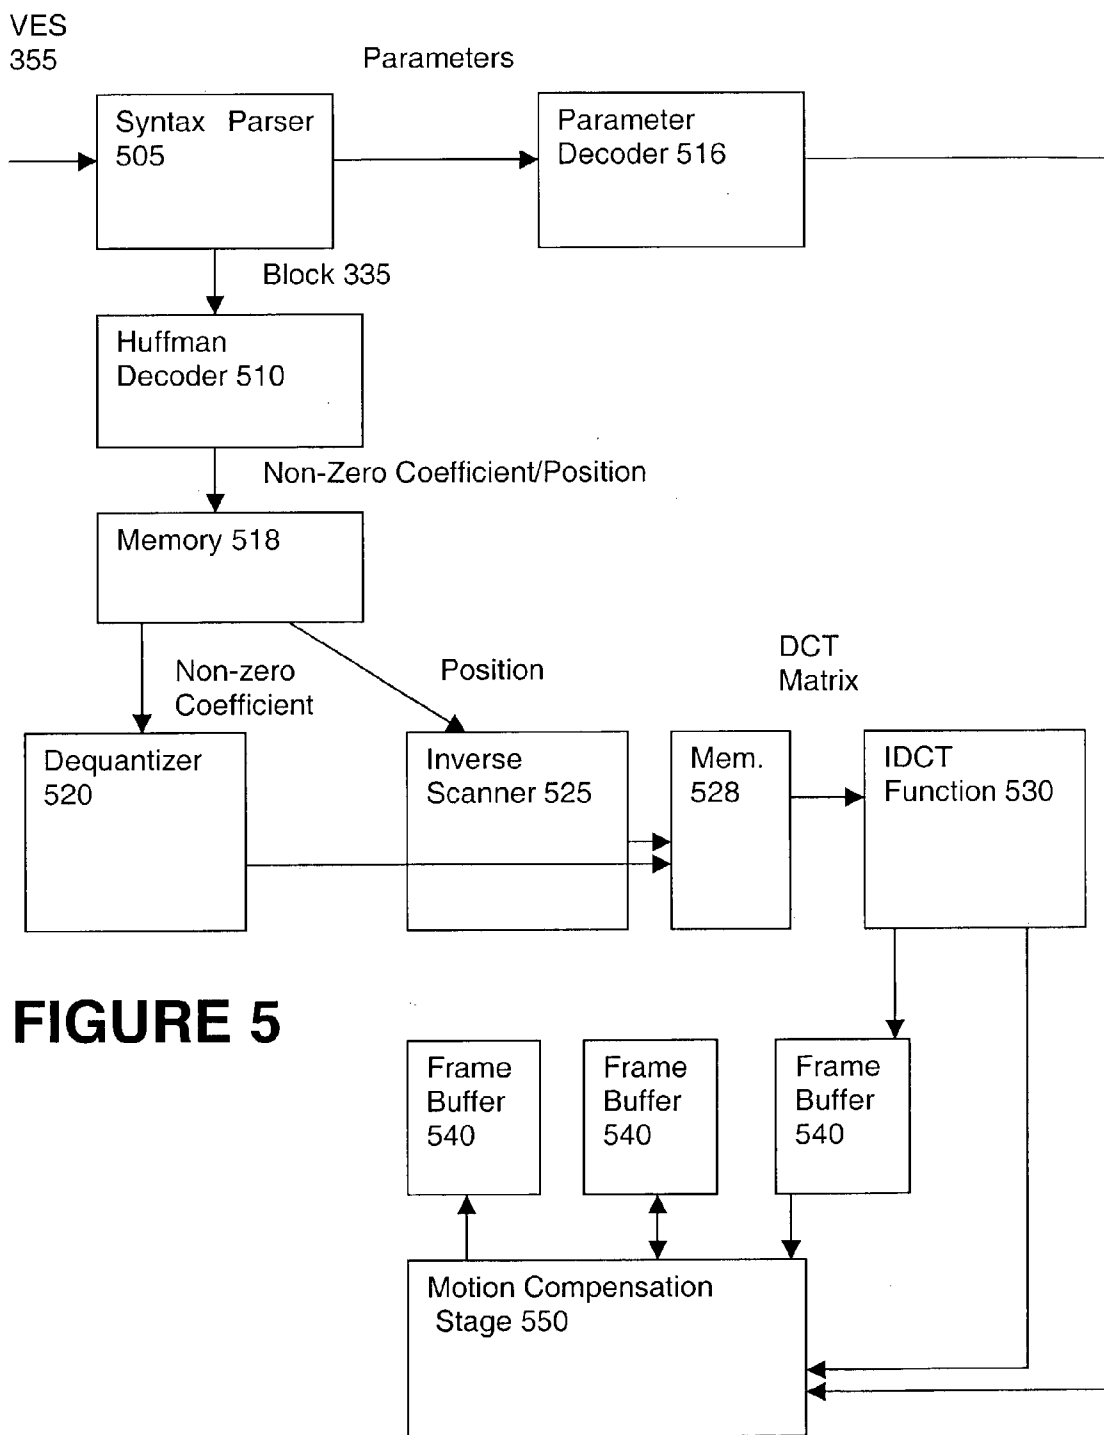 VES
355
Parameters
Syntax Parser
505
Parameter
Decoder 516
Block 335
Huffman
Decoder 510
Non-Zero Coefficient/Position
Memory 518
Non-zero
Coefficient
Position
DCT
Matrix
Dequantizer
520
Inverse
Scanner 525
Mem.
528
IDCT
Function 530
FIGURE 5
Frame
Buffer
540
Frame
Buffer
540
Frame
Buffer
540
Motion Compensation
Stage 550